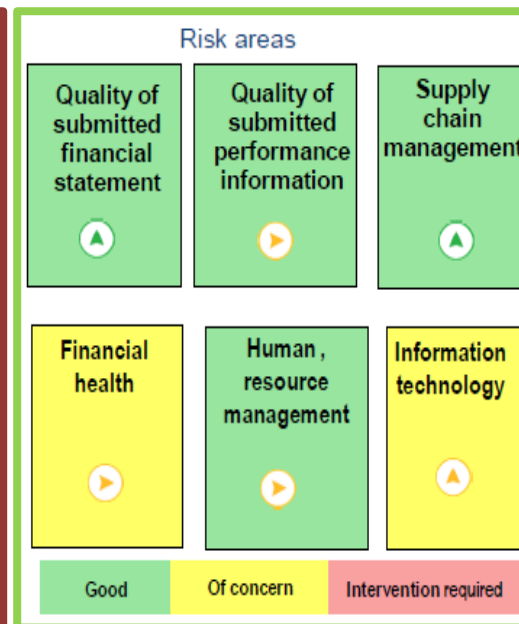 Risk areas
Quality of
submitted
financial
statement
Quality of
submitted
performance
information
Supply
chain
management
Financial
health
Human ,
resource
management
Information
technology
Good
Of concern
Intervention required